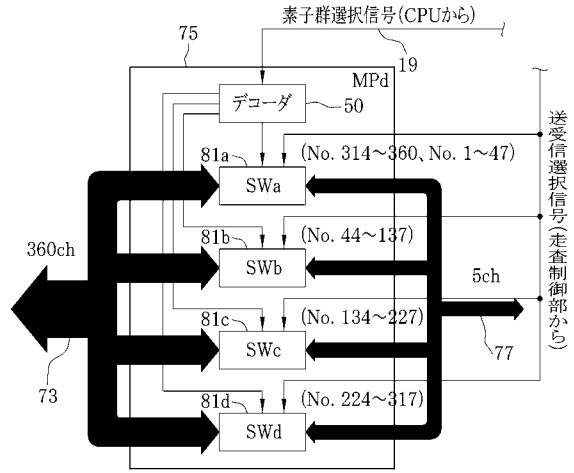 素子群選択信号(CPUから)
75
19
MPd
デコーダ
50
81a
(No. 314～360、No. 1～47)
SWa
送受信選択信号(走査制御部から)
81b
(No. 44～137)
SWb
360ch
5ch
81c
(No. 134～227)
SWc
77
73
81d
(No. 224～317)
SWd